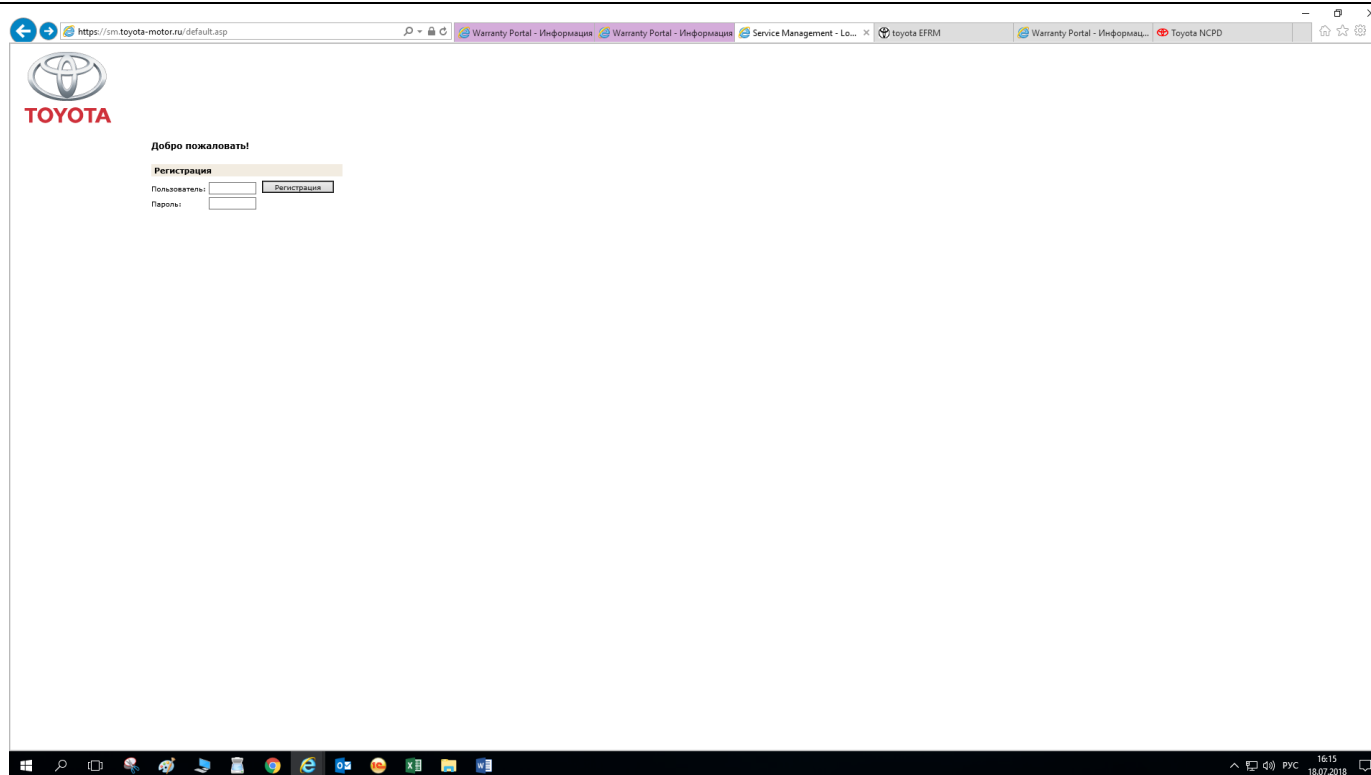 https://sm.toyota-motor.ru/default.asp
Warranty Portal - Информация
Warranty Portal - Информация
Service Management - Lo...
toyota EFRM
Warranty Portal - Информац...
Toyota NCPD
TOYOTA
Добро пожаловать!
Регистрация
Пользователь:
Регистрация
Пароль:
РУС
16:15
18.07.2018